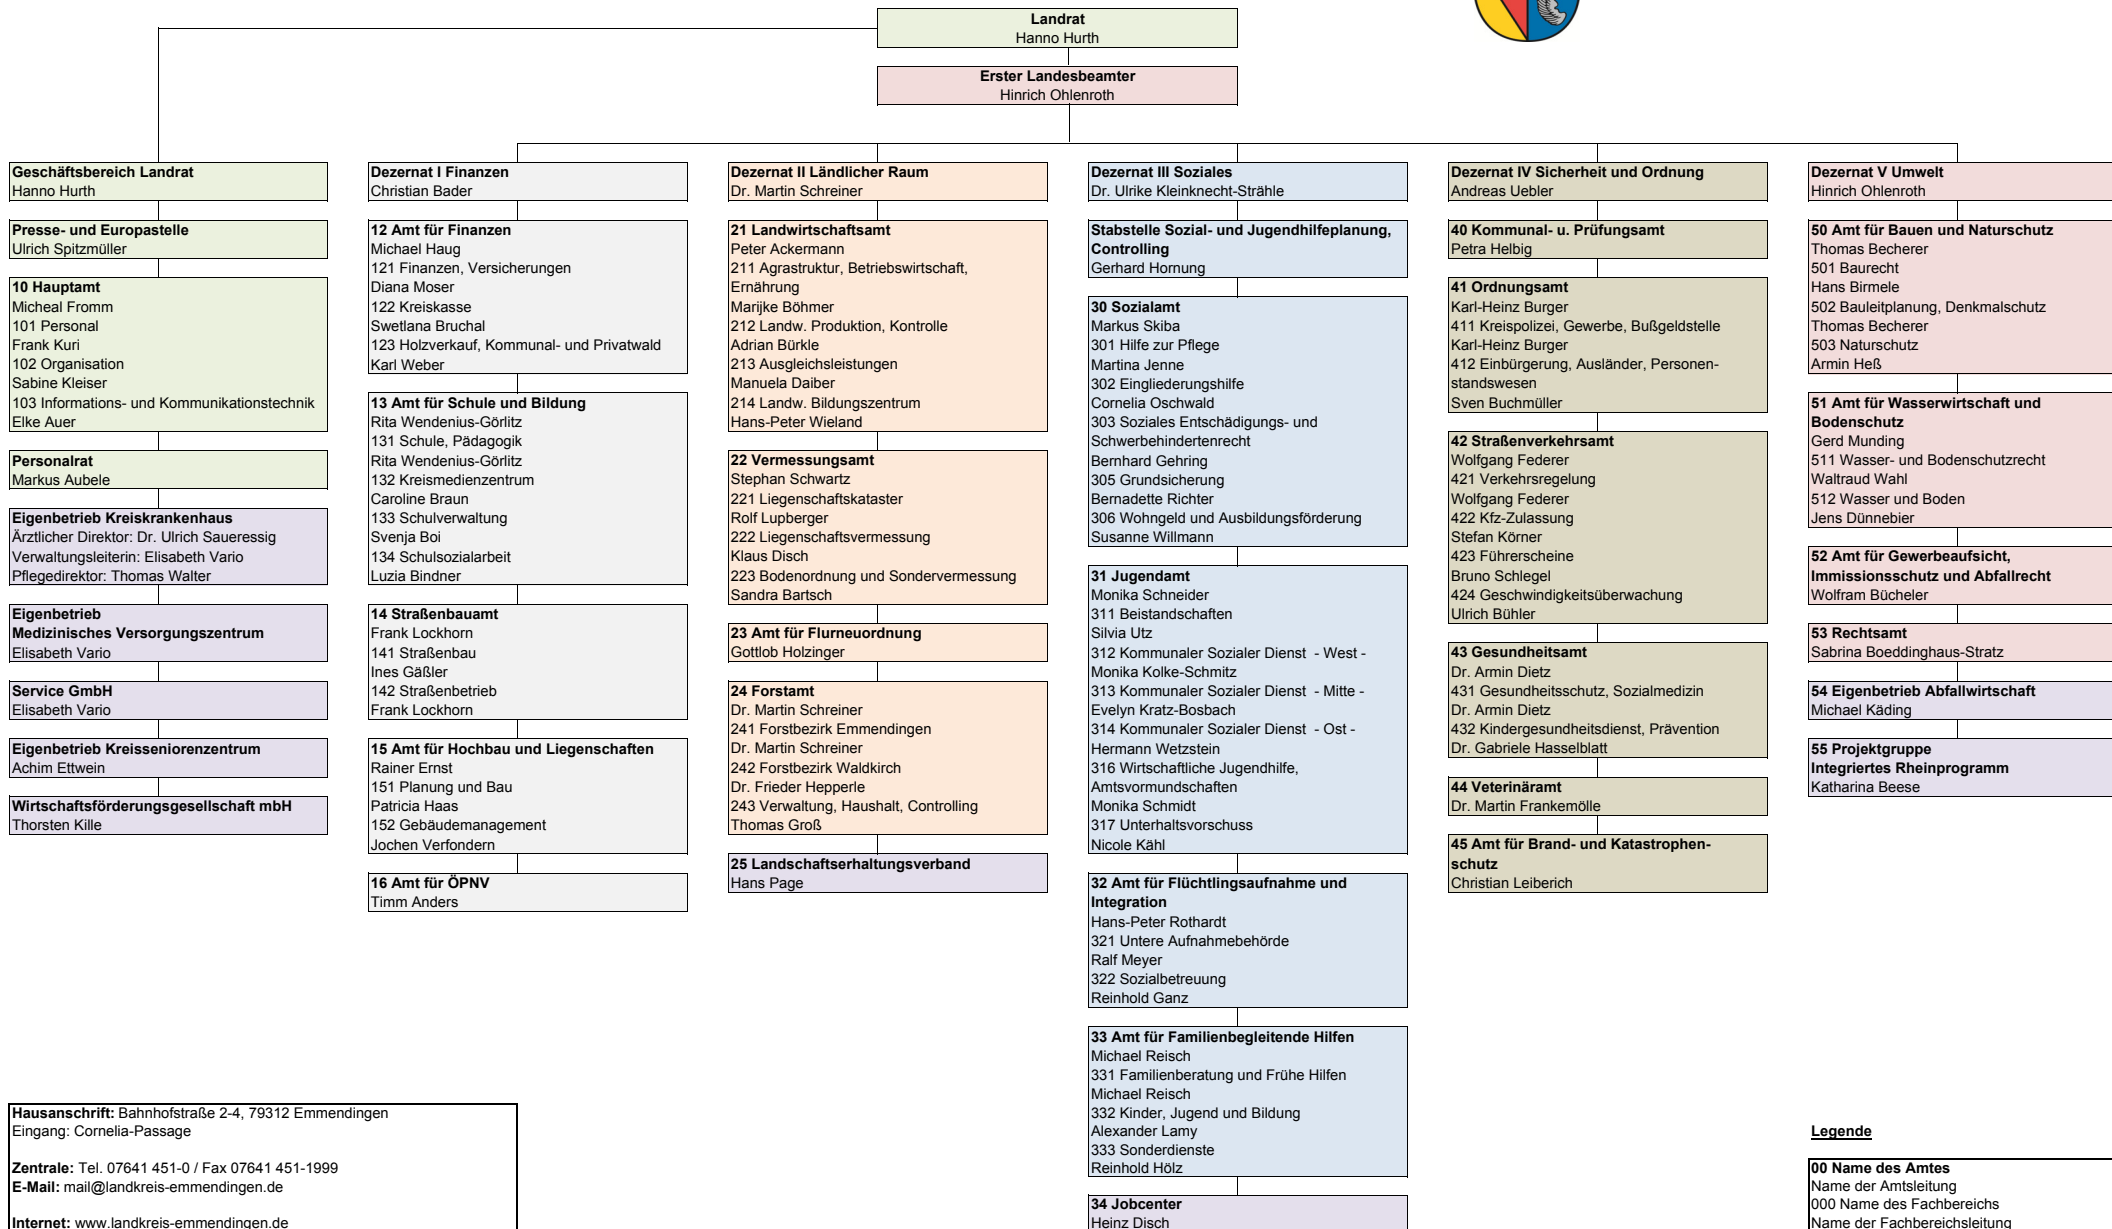 Landrat
Hanno Hurth
Erster Landesbeamter
Hinrich Ohlenroth
Geschäftsbereich Landrat
Hanno Hurth
Presse- und Europastelle
Ulrich Spitzmüller
10 Hauptamt
Micheal Fromm
101 Personal
Frank Kuri
102 Organisation
Sabine Kleiser
103 Informations- und Kommunikationstechnik
Elke Auer
Personalrat
Markus Aubele
Eigenbetrieb Kreiskrankenhaus
Ärztlicher Direktor: Dr. Ulrich Saueressig
Verwaltungsleiterin: Elisabeth Vario
Pflegedirektor: Thomas Walter
Eigenbetrieb
Medizinisches Versorgungszentrum
Elisabeth Vario
Service GmbH
Elisabeth Vario
Eigenbetrieb Kreisseniorenzentrum
Achim Ettwein
Wirtschaftsförderungsgesellschaft mbH
Thorsten Kille
Dezernat I Finanzen
Christian Bader
12 Amt für Finanzen
Michael Haug
121 Finanzen, Versicherungen
Diana Moser
122 Kreiskasse
Swetlana Bruchal
123 Holzverkauf, Kommunal- und Privatwald
Karl Weber
13 Amt für Schule und Bildung
Rita Wendenius-Görlitz
131 Schule, Pädagogik
Rita Wendenius-Görlitz
132 Kreismedienzentrum
Caroline Braun
133 Schulverwaltung
Svenja Boi
134 Schulsozialarbeit
Luzia Bindner
14 Straßenbauamt
Frank Lockhorn
141 Straßenbau
Ines Gäßler
142 Straßenbetrieb
Frank Lockhorn
15 Amt für Hochbau und Liegenschaften
Rainer Ernst
151 Planung und Bau
Patricia Haas
152 Gebäudemanagement
Jochen Verfondern
16 Amt für ÖPNV
Timm Anders
Dezernat II Ländlicher Raum
Dr. Martin Schreiner
21 Landwirtschaftsamt
Peter Ackermann
211 Agrastruktur, Betriebswirtschaft,
Ernährung
Marijke Böhmer
212 Landw. Produktion, Kontrolle
Adrian Bürkle
213 Ausgleichsleistungen
Manuela Daiber
214 Landw. Bildungszentrum
Hans-Peter Wieland
22 Vermessungsamt
Stephan Schwartz
221 Liegenschaftskataster
Rolf Lupberger
222 Liegenschaftsvermessung
Klaus Disch
223 Bodenordnung und Sondervermessung
Sandra Bartsch
23 Amt für Flurneuordnung
Gottlob Holzinger
24 Forstamt
Dr. Martin Schreiner
241 Forstbezirk Emmendingen
Dr. Martin Schreiner
242 Forstbezirk Waldkirch
Dr. Frieder Hepperle
243 Verwaltung, Haushalt, Controlling
Thomas Groß
25 Landschaftserhaltungsverband
Hans Page
Dezernat III Soziales
Dr. Ulrike Kleinknecht-Strähle
Stabstelle Sozial- und Jugendhilfeplanung,
Controlling
Gerhard Hornung
30 Sozialamt
Markus Skiba
301 Hilfe zur Pflege
Martina Jenne
302 Eingliederungshilfe
Cornelia Oschwald
303 Soziales Entschädigungs- und
Schwerbehindertenrecht
Bernhard Gehring
305 Grundsicherung
Bernadette Richter
306 Wohngeld und Ausbildungsförderung
Susanne Willmann
31 Jugendamt
Monika Schneider
311 Beistandschaften
Silvia Utz
312 Kommunaler Sozialer Dienst - West -
Monika Kolke-Schmitz
313 Kommunaler Sozialer Dienst - Mitte -
Evelyn Kratz-Bosbach
314 Kommunaler Sozialer Dienst - Ost -
Hermann Wetzstein
316 Wirtschaftliche Jugendhilfe,
Amtsvormundschaften
Monika Schmidt
317 Unterhaltsvorschuss
Nicole Kähl
32 Amt für Flüchtlingsaufnahme und
Integration
Hans-Peter Rothardt
321 Untere Aufnahmebehörde
Ralf Meyer
322 Sozialbetreuung
Reinhold Ganz
33 Amt für Familienbegleitende Hilfen
Michael Reisch
331 Familienberatung und Frühe Hilfen
Michael Reisch
332 Kinder, Jugend und Bildung
Alexander Lamy
333 Sonderdienste
Reinhold Hölz
34 Jobcenter
Heinz Disch
Dezernat IV Sicherheit und Ordnung
Andreas Uebler
40 Kommunal- u. Prüfungsamt
Petra Helbig
41 Ordnungsamt
Karl-Heinz Burger
411 Kreispolizei, Gewerbe, Bußgeldstelle
Karl-Heinz Burger
412 Einbürgerung, Ausländer, Personen-
standswesen
Sven Buchmüller
42 Straßenverkehrsamt
Wolfgang Federer
421 Verkehrsregelung
Wolfgang Federer
422 Kfz-Zulassung
Stefan Körner
423 Führerscheine
Bruno Schlegel
424 Geschwindigkeitsüberwachung
Ulrich Bühler
43 Gesundheitsamt
Dr. Armin Dietz
431 Gesundheitsschutz, Sozialmedizin
Dr. Armin Dietz
432 Kindergesundheitsdienst, Prävention
Dr. Gabriele Hasselblatt
44 Veterinäramt
Dr. Martin Frankemölle
45 Amt für Brand- und Katastrophen-
schutz
Christian Leiberich
Dezernat V Umwelt
Hinrich Ohlenroth
50 Amt für Bauen und Naturschutz
Thomas Becherer
501 Baurecht
Hans Birmele
502 Bauleitplanung, Denkmalschutz
Thomas Becherer
503 Naturschutz
Armin Heß
51 Amt für Wasserwirtschaft und
Bodenschutz
Gerd Munding
511 Wasser- und Bodenschutzrecht
Waltraud Wahl
512 Wasser und Boden
Jens Dünnebier
52 Amt für Gewerbeaufsicht,
Immissionsschutz und Abfallrecht
Wolfram Bücheler
53 Rechtsamt
Sabrina Boeddinghaus-Stratz
54 Eigenbetrieb Abfallwirtschaft
Michael Käding
55 Projektgruppe
Integriertes Rheinprogramm
Katharina Beese
Hausanschrift: Bahnhofstraße 2-4, 79312 Emmendingen
Eingang: Cornelia-Passage
Zentrale: Tel. 07641 451-0 / Fax 07641 451-1999
E-Mail: mail@landkreis-emmendingen.de
Internet: www.landkreis-emmendingen.de
Legende
00 Name des Amtes
Name der Amtsleitung
000 Name des Fachbereichs
Name der Fachbereichsleitung